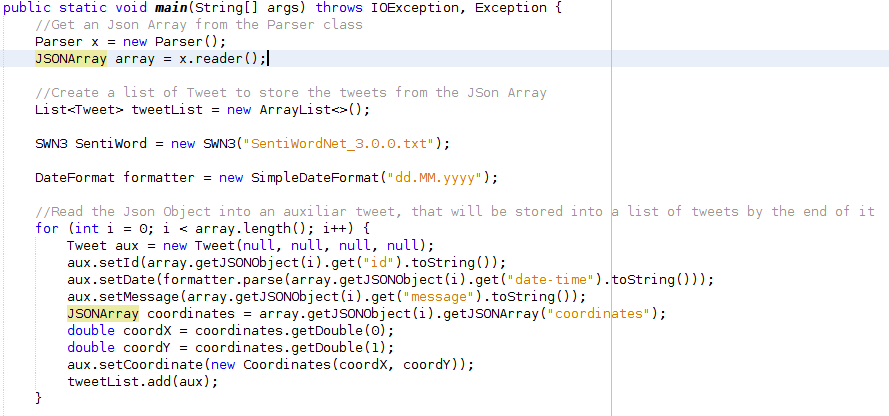 public static void main(String[] args) throws IOException, Exception {
    //Get an Json Array from the Parser class
    Parser x = new Parser();
    JSONArray array = x.reader();

    //Create a list of Tweet to store the tweets from the JSon Array
    List<Tweet> tweetList = new ArrayList<>();

    SWN3 SentiWord = new SWN3("SentiWordNet_3.0.0.txt");

    DateFormat formatter = new SimpleDateFormat("dd.MM.yyyy");

    //Read the Json Object into an auxiliar tweet, that will be stored into a list of tweets by the end of it
    for (int i = 0; i < array.length(); i++) {
        Tweet aux = new Tweet(null, null, null, null);
        aux.setId(array.getJSONObject(i).get("id").toString());
        aux.setDate(formatter.parse(array.getJSONObject(i).get("date-time").toString()));
        aux.setMessage(array.getJSONObject(i).get("message").toString());
        JSONArray coordinates = array.getJSONObject(i).getJSONArray("coordinates");
        double coordX = coordinates.getDouble(0);
        double coordY = coordinates.getDouble(1);
        aux.setCoordinate(new Coordinates(coordX, coordY));
        tweetList.add(aux);
    }